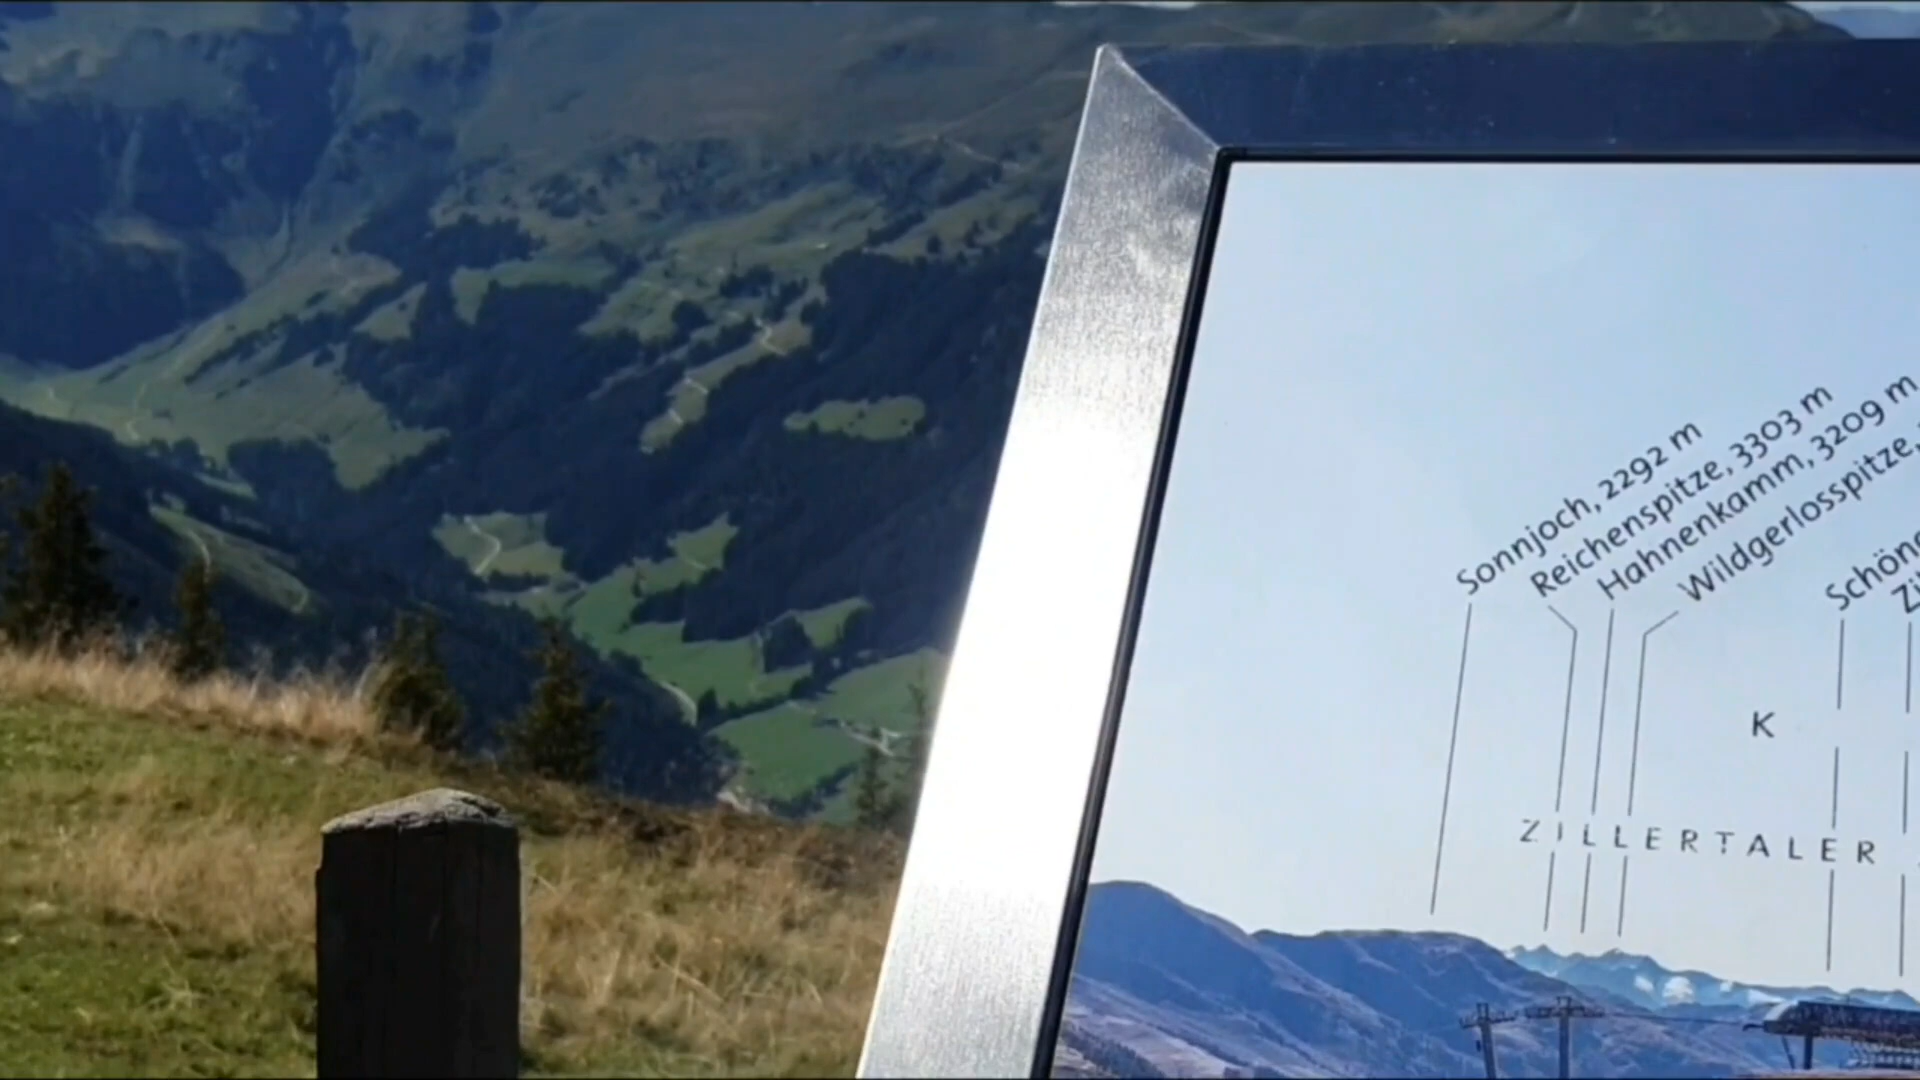 Sonnjoch, 2292 m
Reichenspitze, 3303 m
Hahnenkamm, 3209 m
Wildgerlosspitze,
K
ZILLERTALER